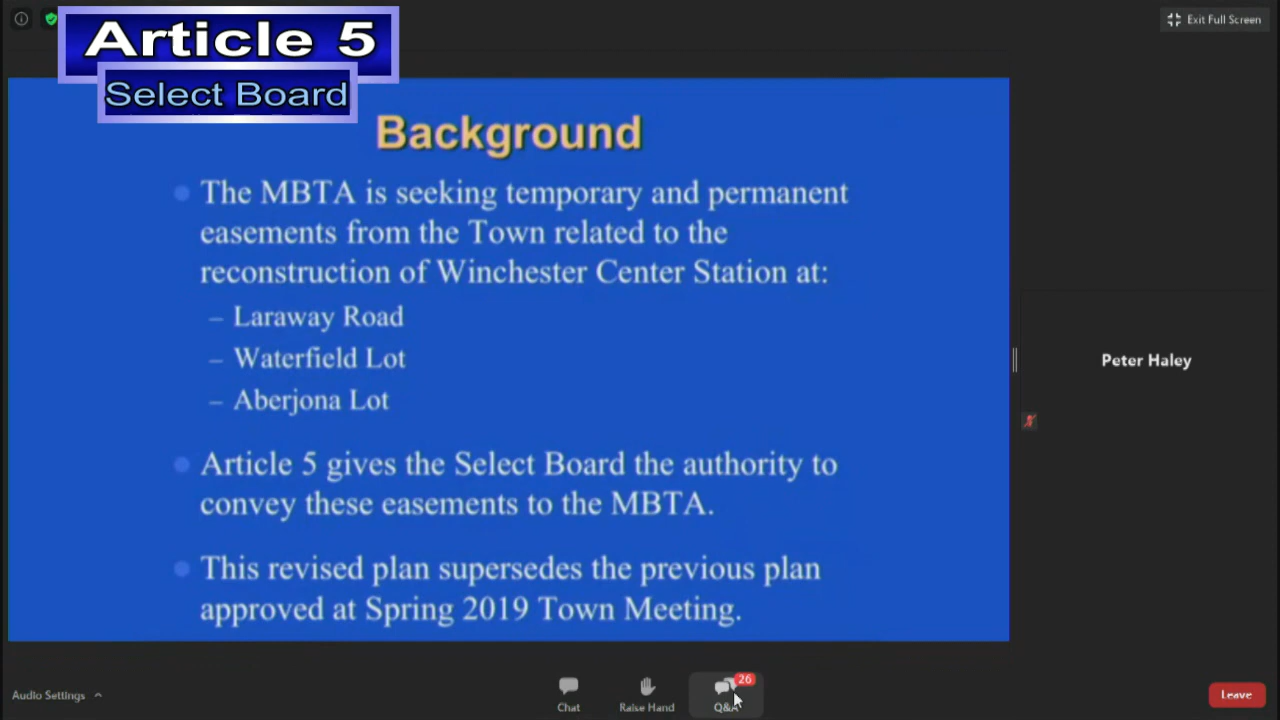 Article 5
Select Board
Exit Full Screen
Background
The MBTA is seeking temporary and permanent
easements from the Town related to the
reconstruction of Winchester Center Station at:
– Laraway Road
– Waterfield Lot
– Aberjona Lot
Article 5 gives the Select Board the authority to
convey these easements to the MBTA.
This revised plan supersedes the previous plan
approved at Spring 2019 Town Meeting.
Peter Haley
Audio Settings
Chat
Raise Hand
26
Q&A
Leave